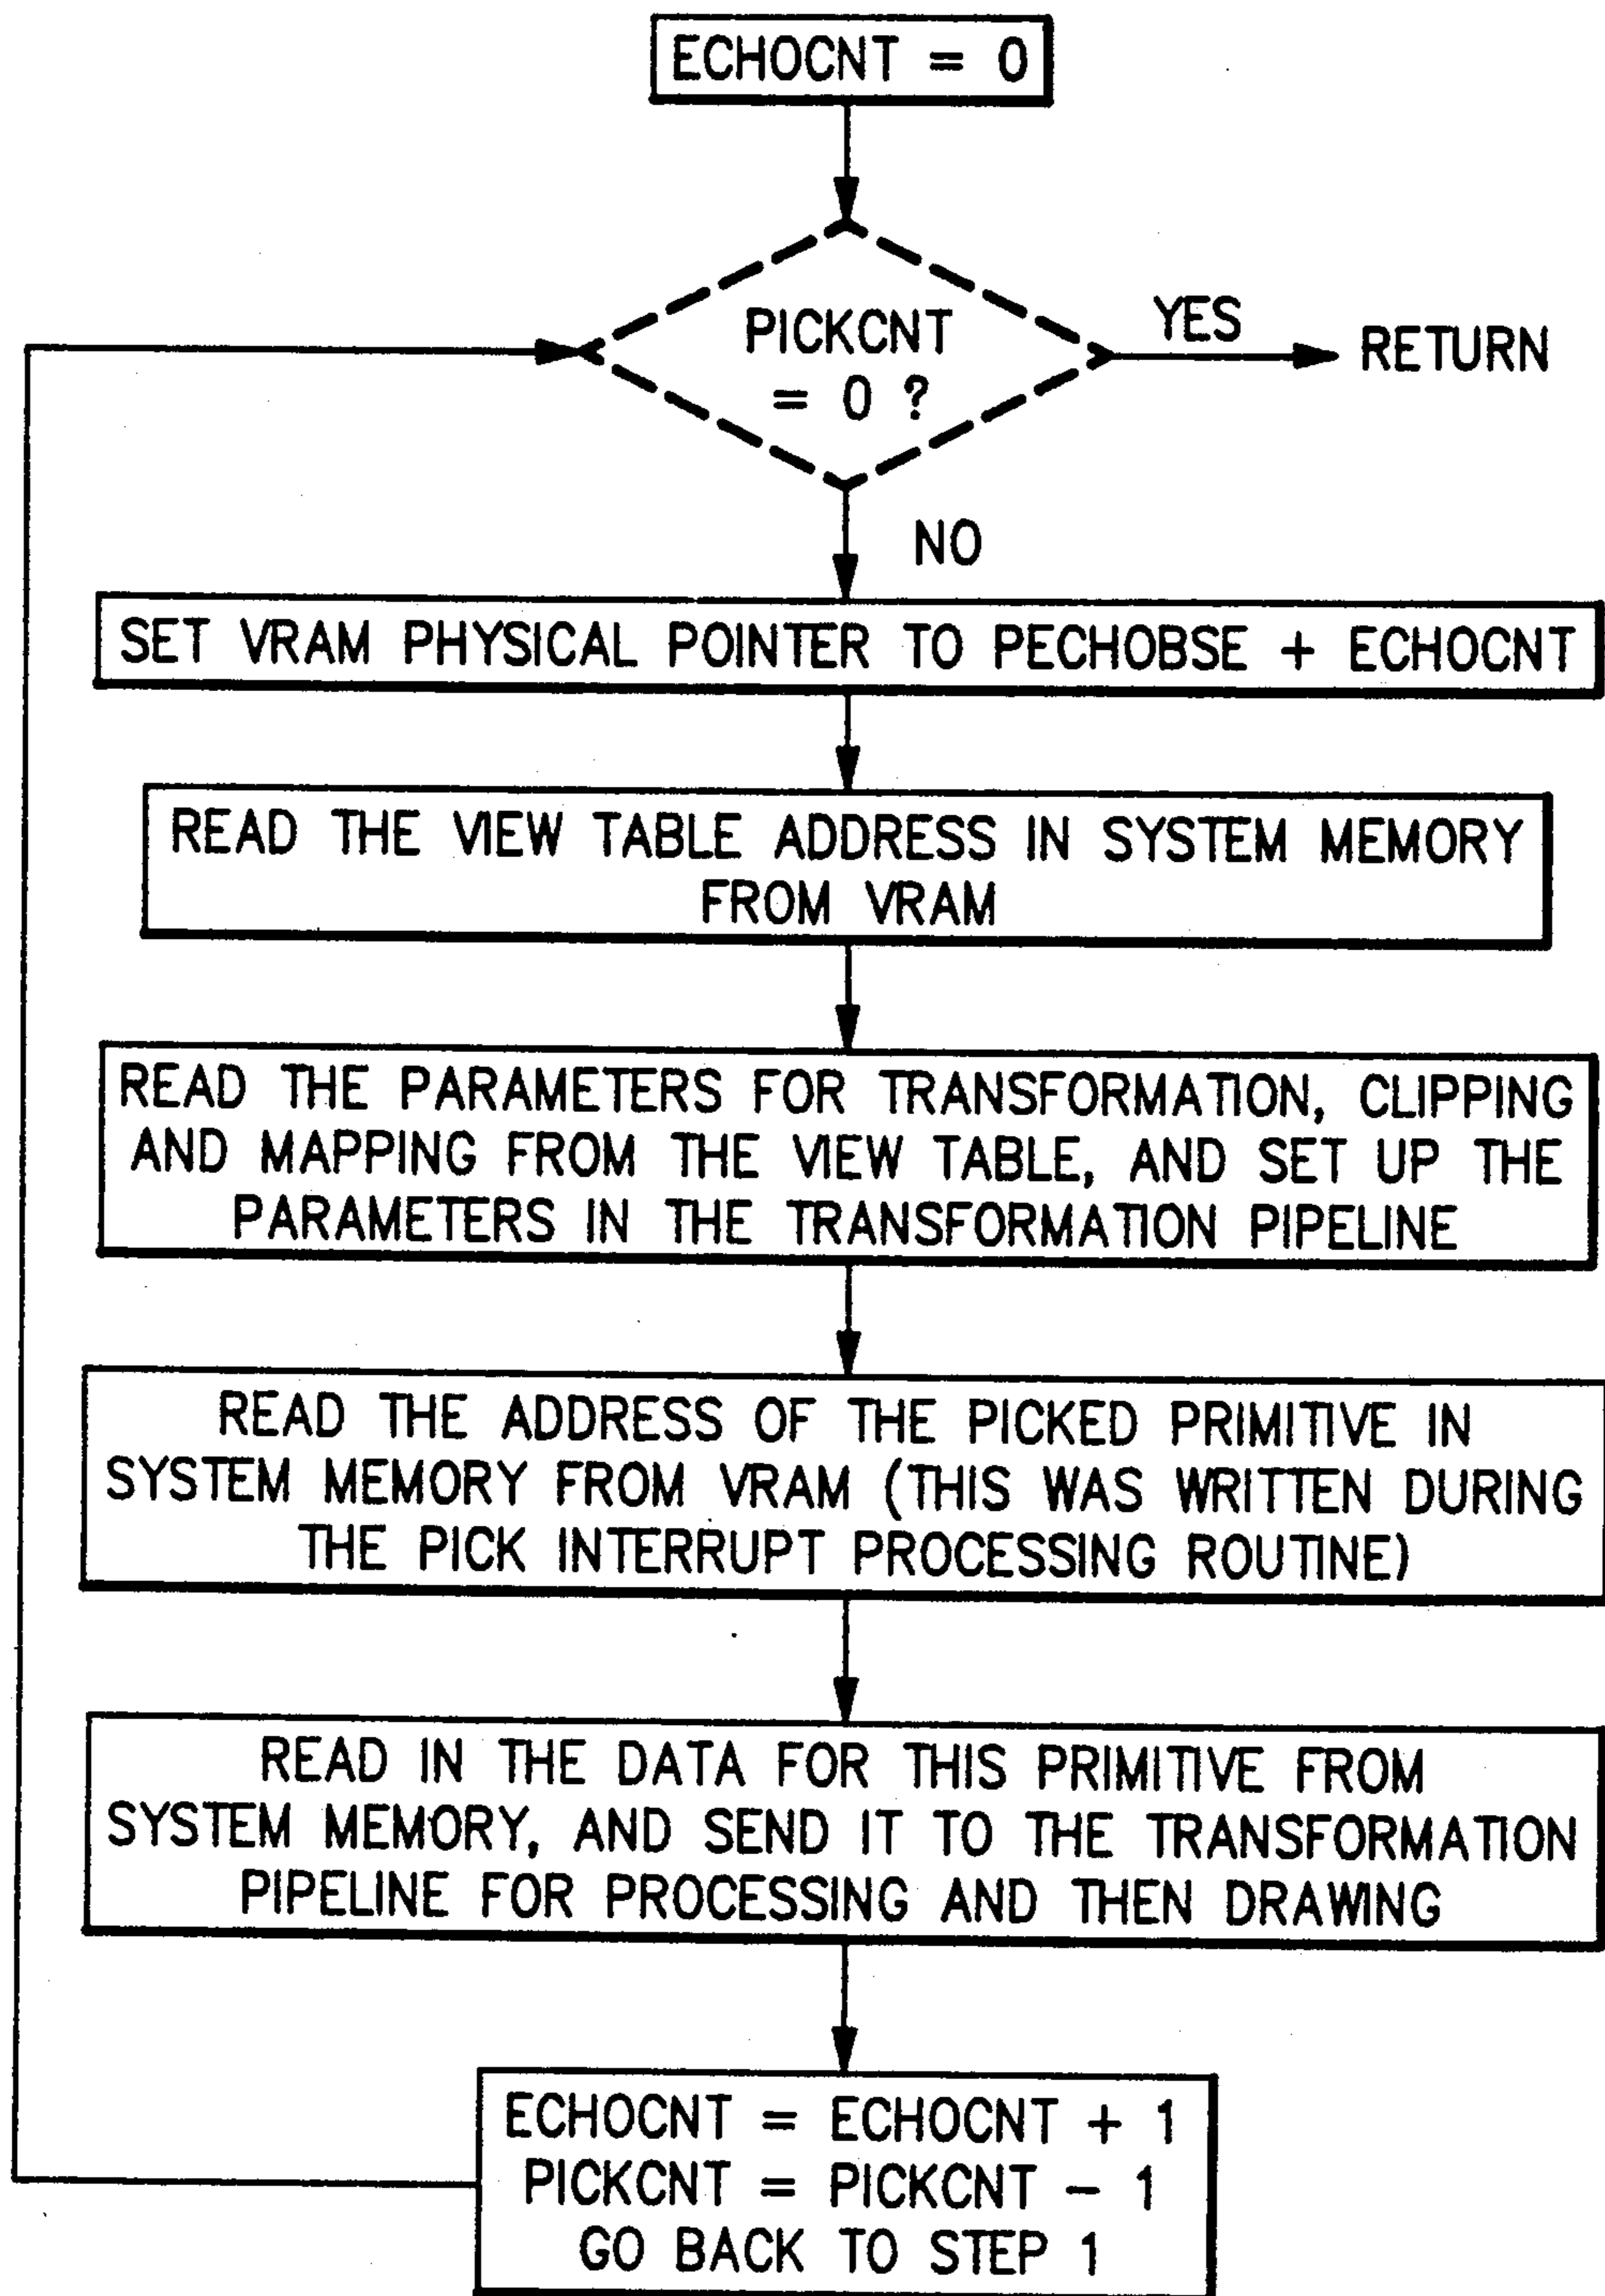 ECHOCNT = 0
PICKCNT
= 0 ?
YES
RETURN
NO
SET VRAM PHYSICAL POINTER TO PECHOBSE + ECHOCNT
READ THE VIEW TABLE ADDRESS IN SYSTEM MEMORY
FROM VRAM
READ THE PARAMETERS FOR TRANSFORMATION, CLIPPING
AND MAPPING FROM THE VIEW TABLE, AND SET UP THE
PARAMETERS IN THE TRANSFORMATION PIPELINE
READ THE ADDRESS OF THE PICKED PRIMITIVE IN
SYSTEM MEMORY FROM VRAM (THIS WAS WRITTEN DURING
THE PICK INTERRUPT PROCESSING ROUTINE)
READ IN THE DATA FOR THIS PRIMITIVE FROM
SYSTEM MEMORY, AND SEND IT TO THE TRANSFORMATION
PIPELINE FOR PROCESSING AND THEN DRAWING
ECHOCNT = ECHOCNT + 1
PICKCNT = PICKCNT - 1
GO BACK TO STEP 1